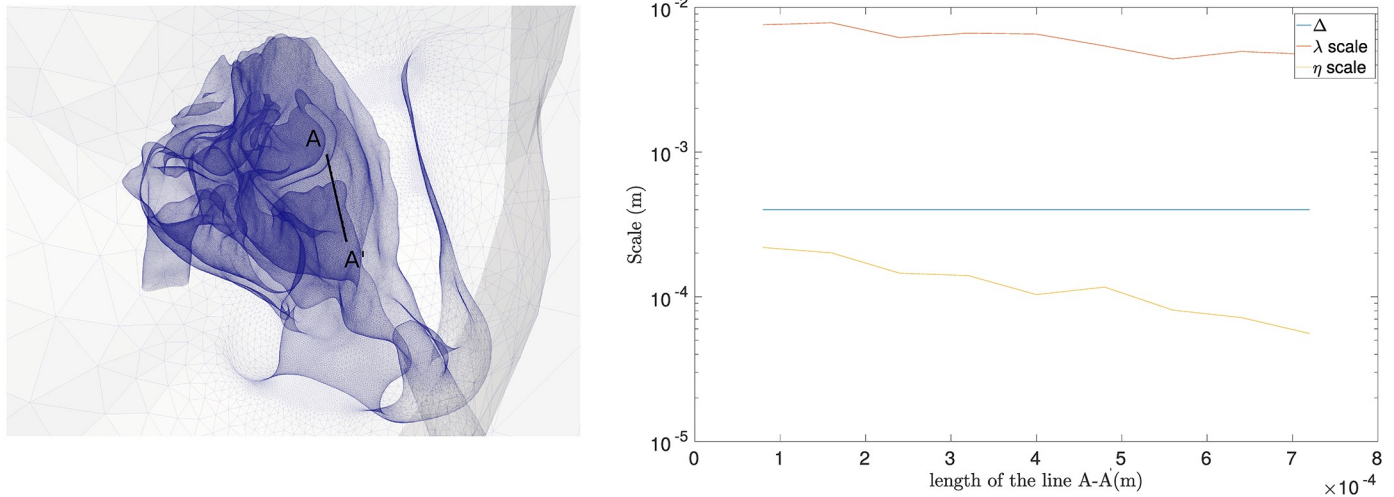 A
A'
10⁻²
10⁻³
10⁻⁴
10⁻⁵
Scale (m)
0 1 2 3 4 5 6 7 8
×10⁻⁴
length of the line A-A'(m)
Δ
λ scale
η scale